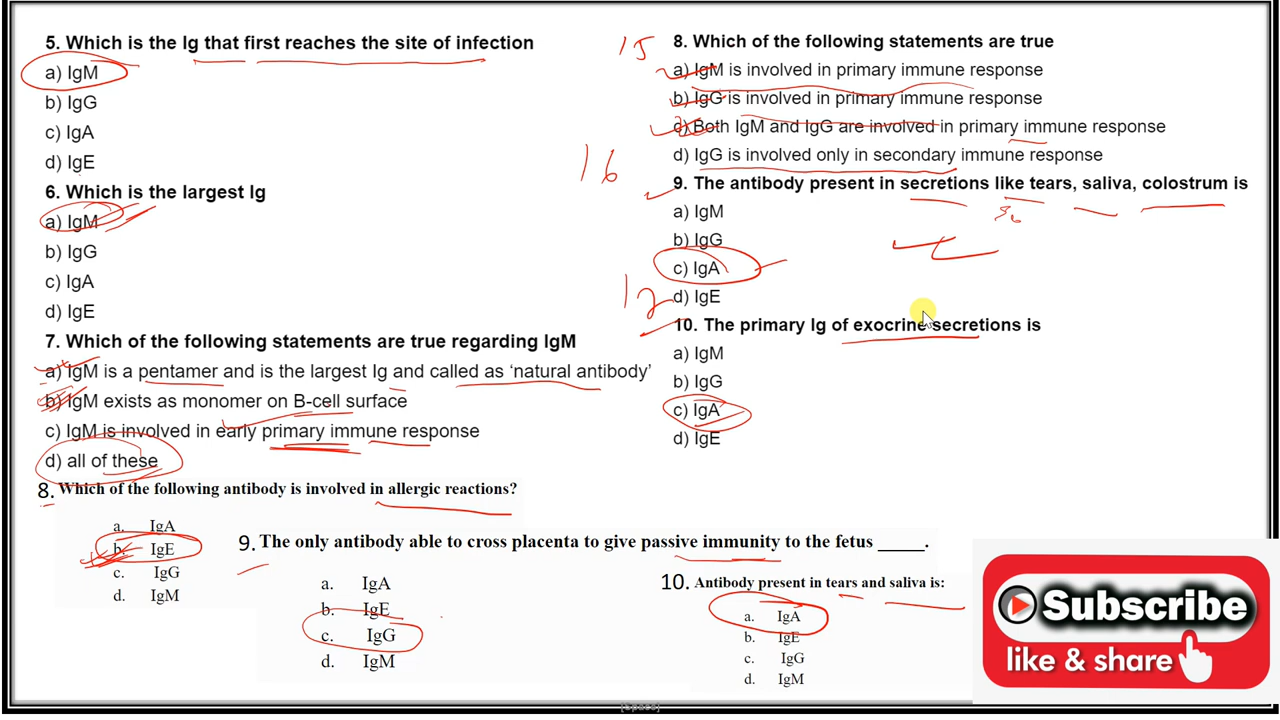 5. Which is the Ig that first reaches the site of infection
a) IgM
b) IgG
c) IgA
d) IgE
6. Which is the largest Ig
a) IgM
b) IgG
c) IgA
d) IgE
7. Which of the following statements are true regarding IgM
a) IgM is a pentamer and is the largest Ig and called as ‘natural antibody’
b) IgM exists as monomer on B-cell surface
c) IgM is involved in early primary immune response
d) all of these
8. Which of the following antibody is involved in allergic reactions?
a. IgA
b. IgE
c. IgG
d. IgM
9. The only antibody able to cross placenta to give passive immunity to the fetus _____.
a. IgA
b. IgE
c. IgG
d. IgM
15
8. Which of the following statements are true
a) IgM is involved in primary immune response
b) IgG is involved in primary immune response
c) Both IgM and IgG are involved in primary immune response
d) IgG is involved only in secondary immune response
16
9. The antibody present in secretions like tears, saliva, colostrum is
a) IgM
b) IgG
c) IgA
d) IgE
10. The primary Ig of exocrine secretions is
a) IgM
b) IgG
c) IgA
d) IgE
10. Antibody present in tears and saliva is:
a. IgA
b. IgE
c. IgG
d. IgM
Subscribe
like & share